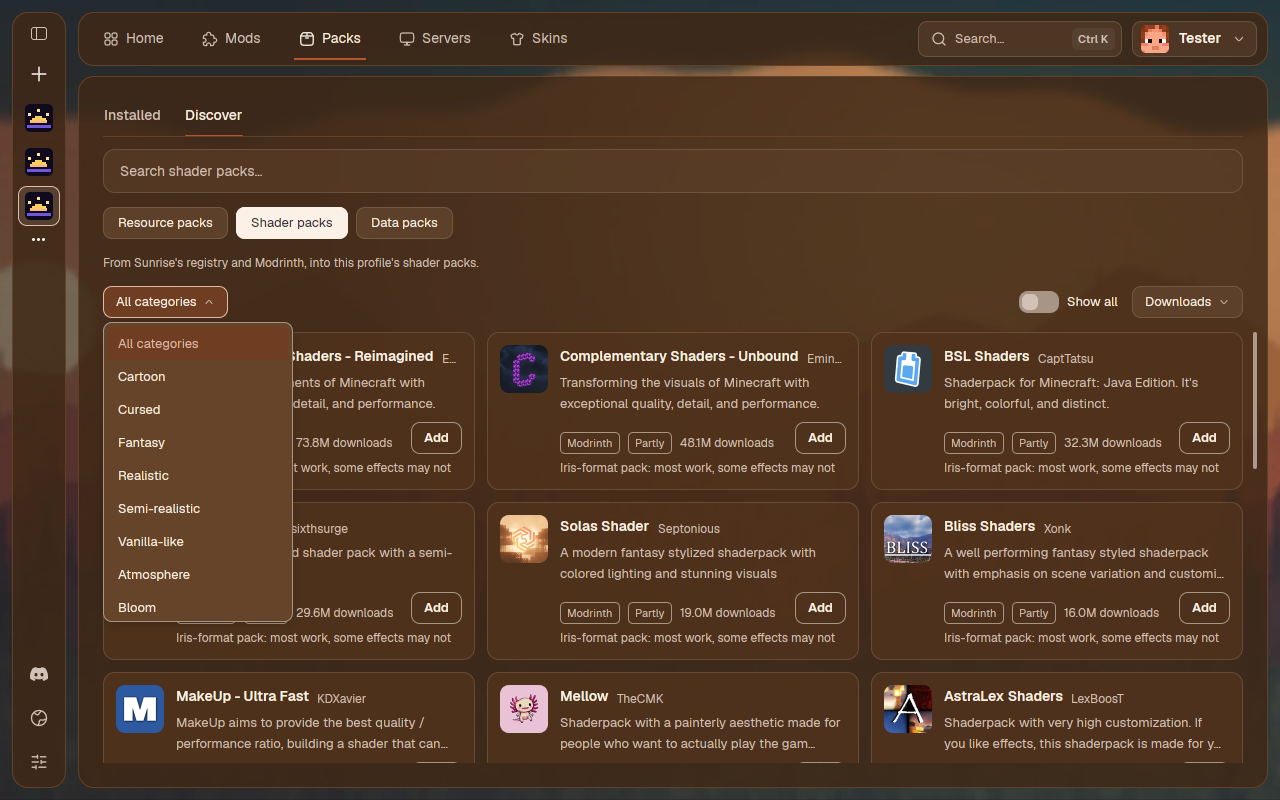 Home
Mods
Packs
Servers
Skins
Search...
Ctrl K
Tester
Installed
Discover
Search shader packs...
Resource packs
Shader packs
Data packs
From Sunrise's registry and Modrinth, into this profile's shader packs.
All categories
Show all
Downloads
All categories
Cartoon
Cursed
Fantasy
Realistic
Semi-realistic
Vanilla-like
Atmosphere
Bloom
Shaders - Reimagined E...
of Minecraft with
detail, and performance.
73.8M downloads
Add
work, some effects may not
Complementary Shaders - Unbound Emin...
Transforming the visuals of Minecraft with
exceptional quality, detail, and performance.
Modrinth
Partly
48.1M downloads
Add
Iris-format pack: most work, some effects may not
BSL Shaders CaptTatsu
Shaderpack for Minecraft: Java Edition. It's
bright, colorful, and distinct.
Modrinth
Partly
32.3M downloads
Add
Iris-format pack: most work, some effects may not
sixthsurge
shader pack with a semi-
29.6M downloads
Add
Iris-format pack: most work, some effects may not
Solas Shader Septonious
A modern fantasy stylized shaderpack with
colored lighting and stunning visuals
Modrinth
Partly
19.0M downloads
Add
Iris-format pack: most work, some effects may not
BLISS
Bliss Shaders Xonk
A well performing fantasy styled shaderpack
with emphasis on scene variation and customi...
Modrinth
Partly
16.0M downloads
Add
Iris-format pack: most work, some effects may not
M
MakeUp - Ultra Fast KDXavier
MakeUp aims to provide the best quality /
performance ratio, building a shader that can...
Mellow TheCMK
Shaderpack with a painterly aesthetic made for
people who want to actually play the gam...
A
AstraLex Shaders LexBoosT
Shaderpack with very high customization. If
you like effects, this shaderpack is made for y...